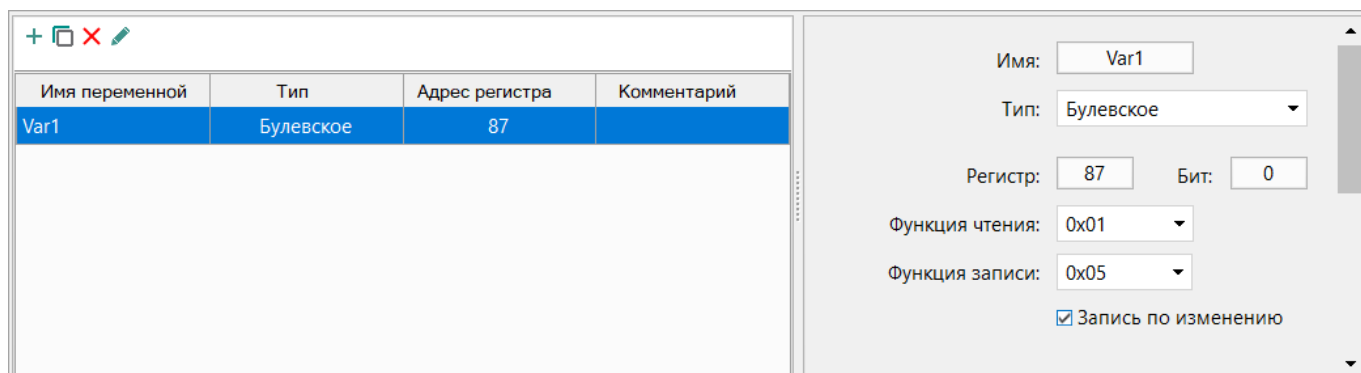 Имя переменной Тип Адрес регистра Комментарий
Var1 Булевское 87
Имя: Var1
Тип: Булевское
Регистр: 87 Бит: 0
Функция чтения: 0x01
Функция записи: 0x05
Запись по изменению